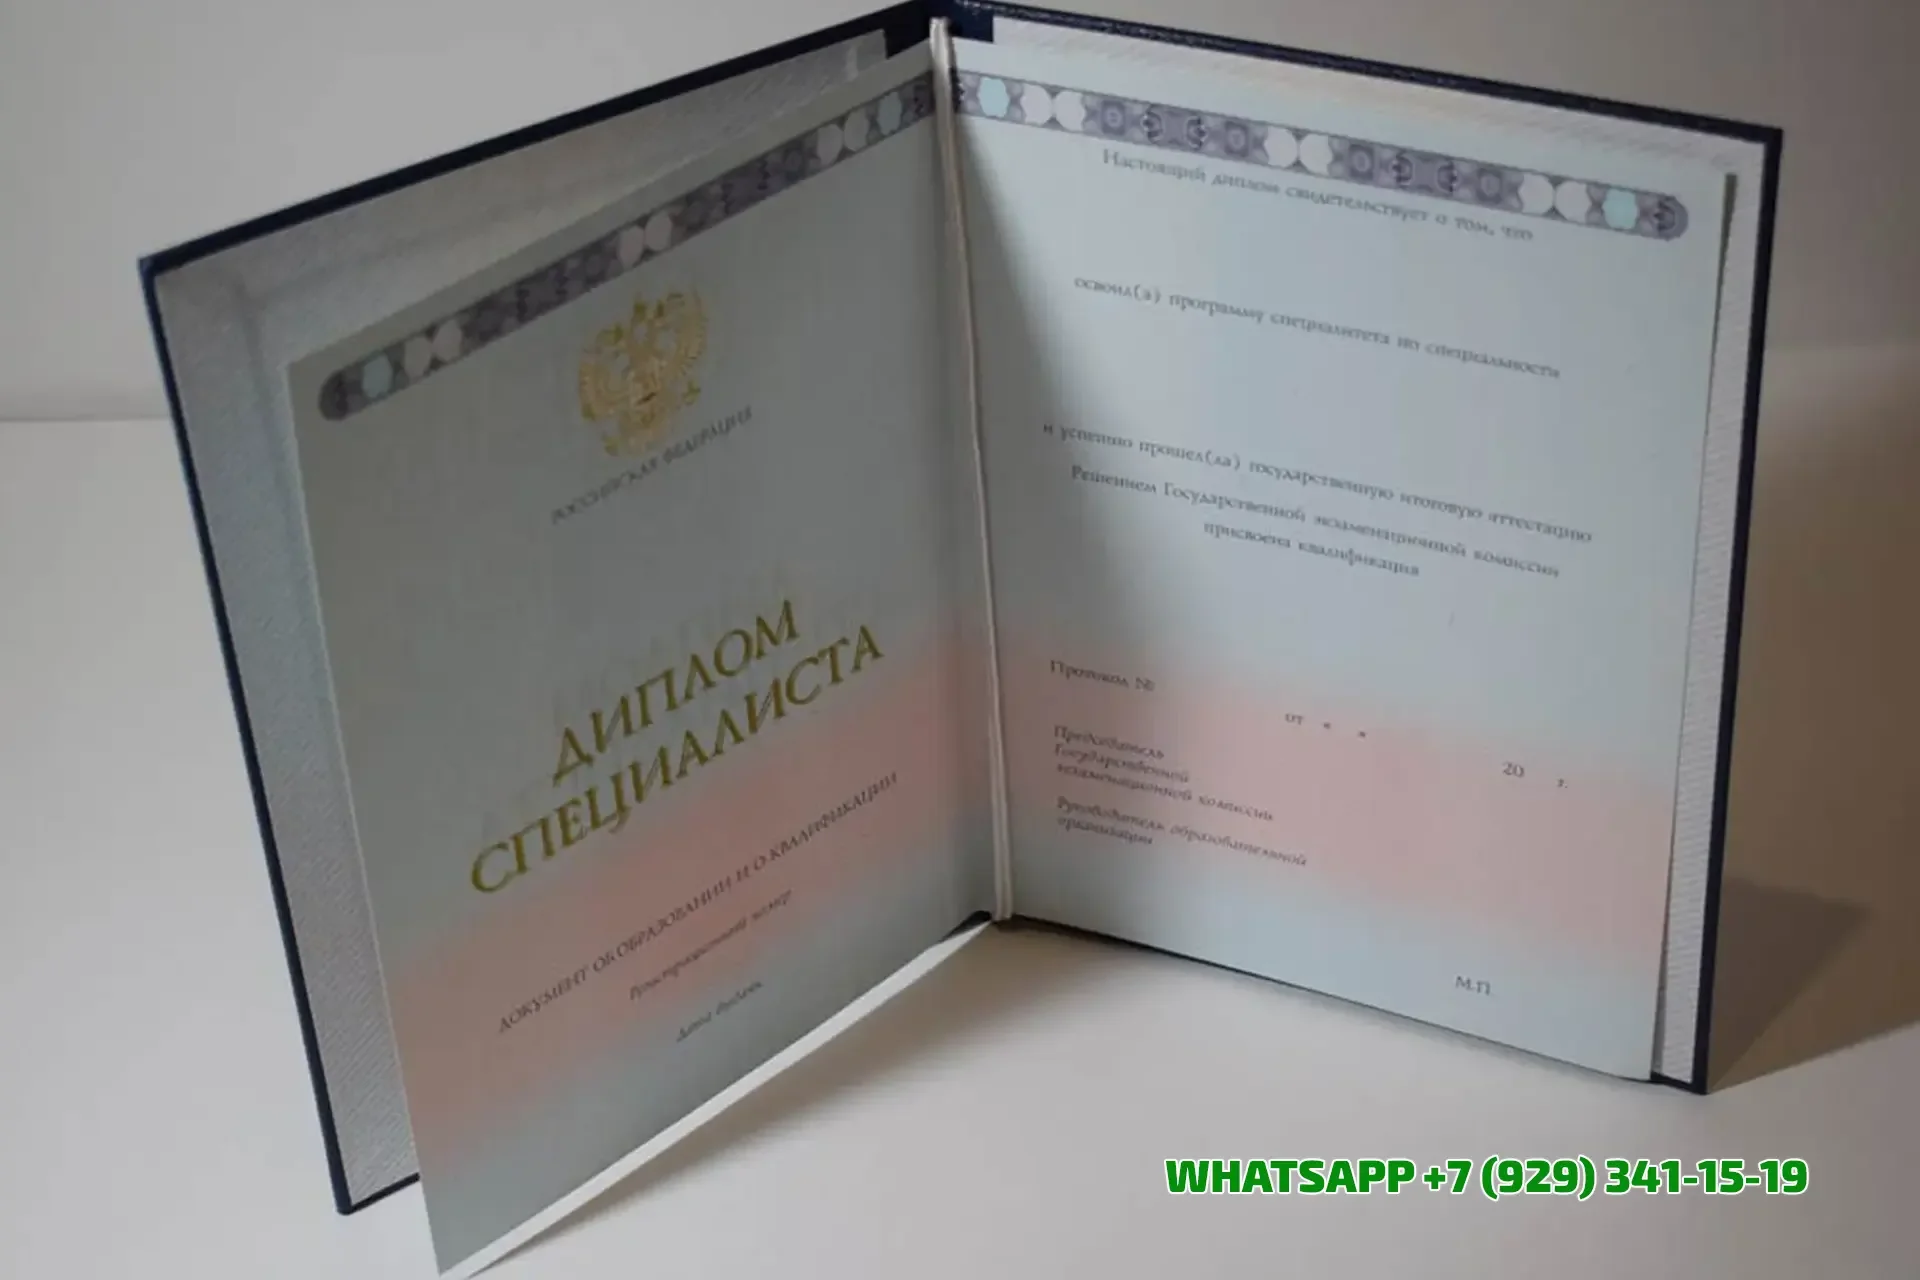 РОССИЙСКАЯ ФЕДЕРАЦИЯ
ДИПЛОМ
СПЕЦИАЛИСТА
ДОКУМЕНТ ОБ ОБРАЗОВАНИИ И О КВАЛИФИКАЦИИ
Регистрационный номер
Дата выдачи
Настоящий диплом свидетельствует о том, что
освоил(а) программу специалитета по специальности
и успешно прошел(ла) государственную итоговую аттестацию
Решением Государственной экзаменационной комиссии
присвоена квалификация
Протокол №
от « »
20 г.
Председатель
Государственной
экзаменационной комиссии
Руководитель образовательной
организации
М.П.
WHATSAPP +7 (929) 341-15-19